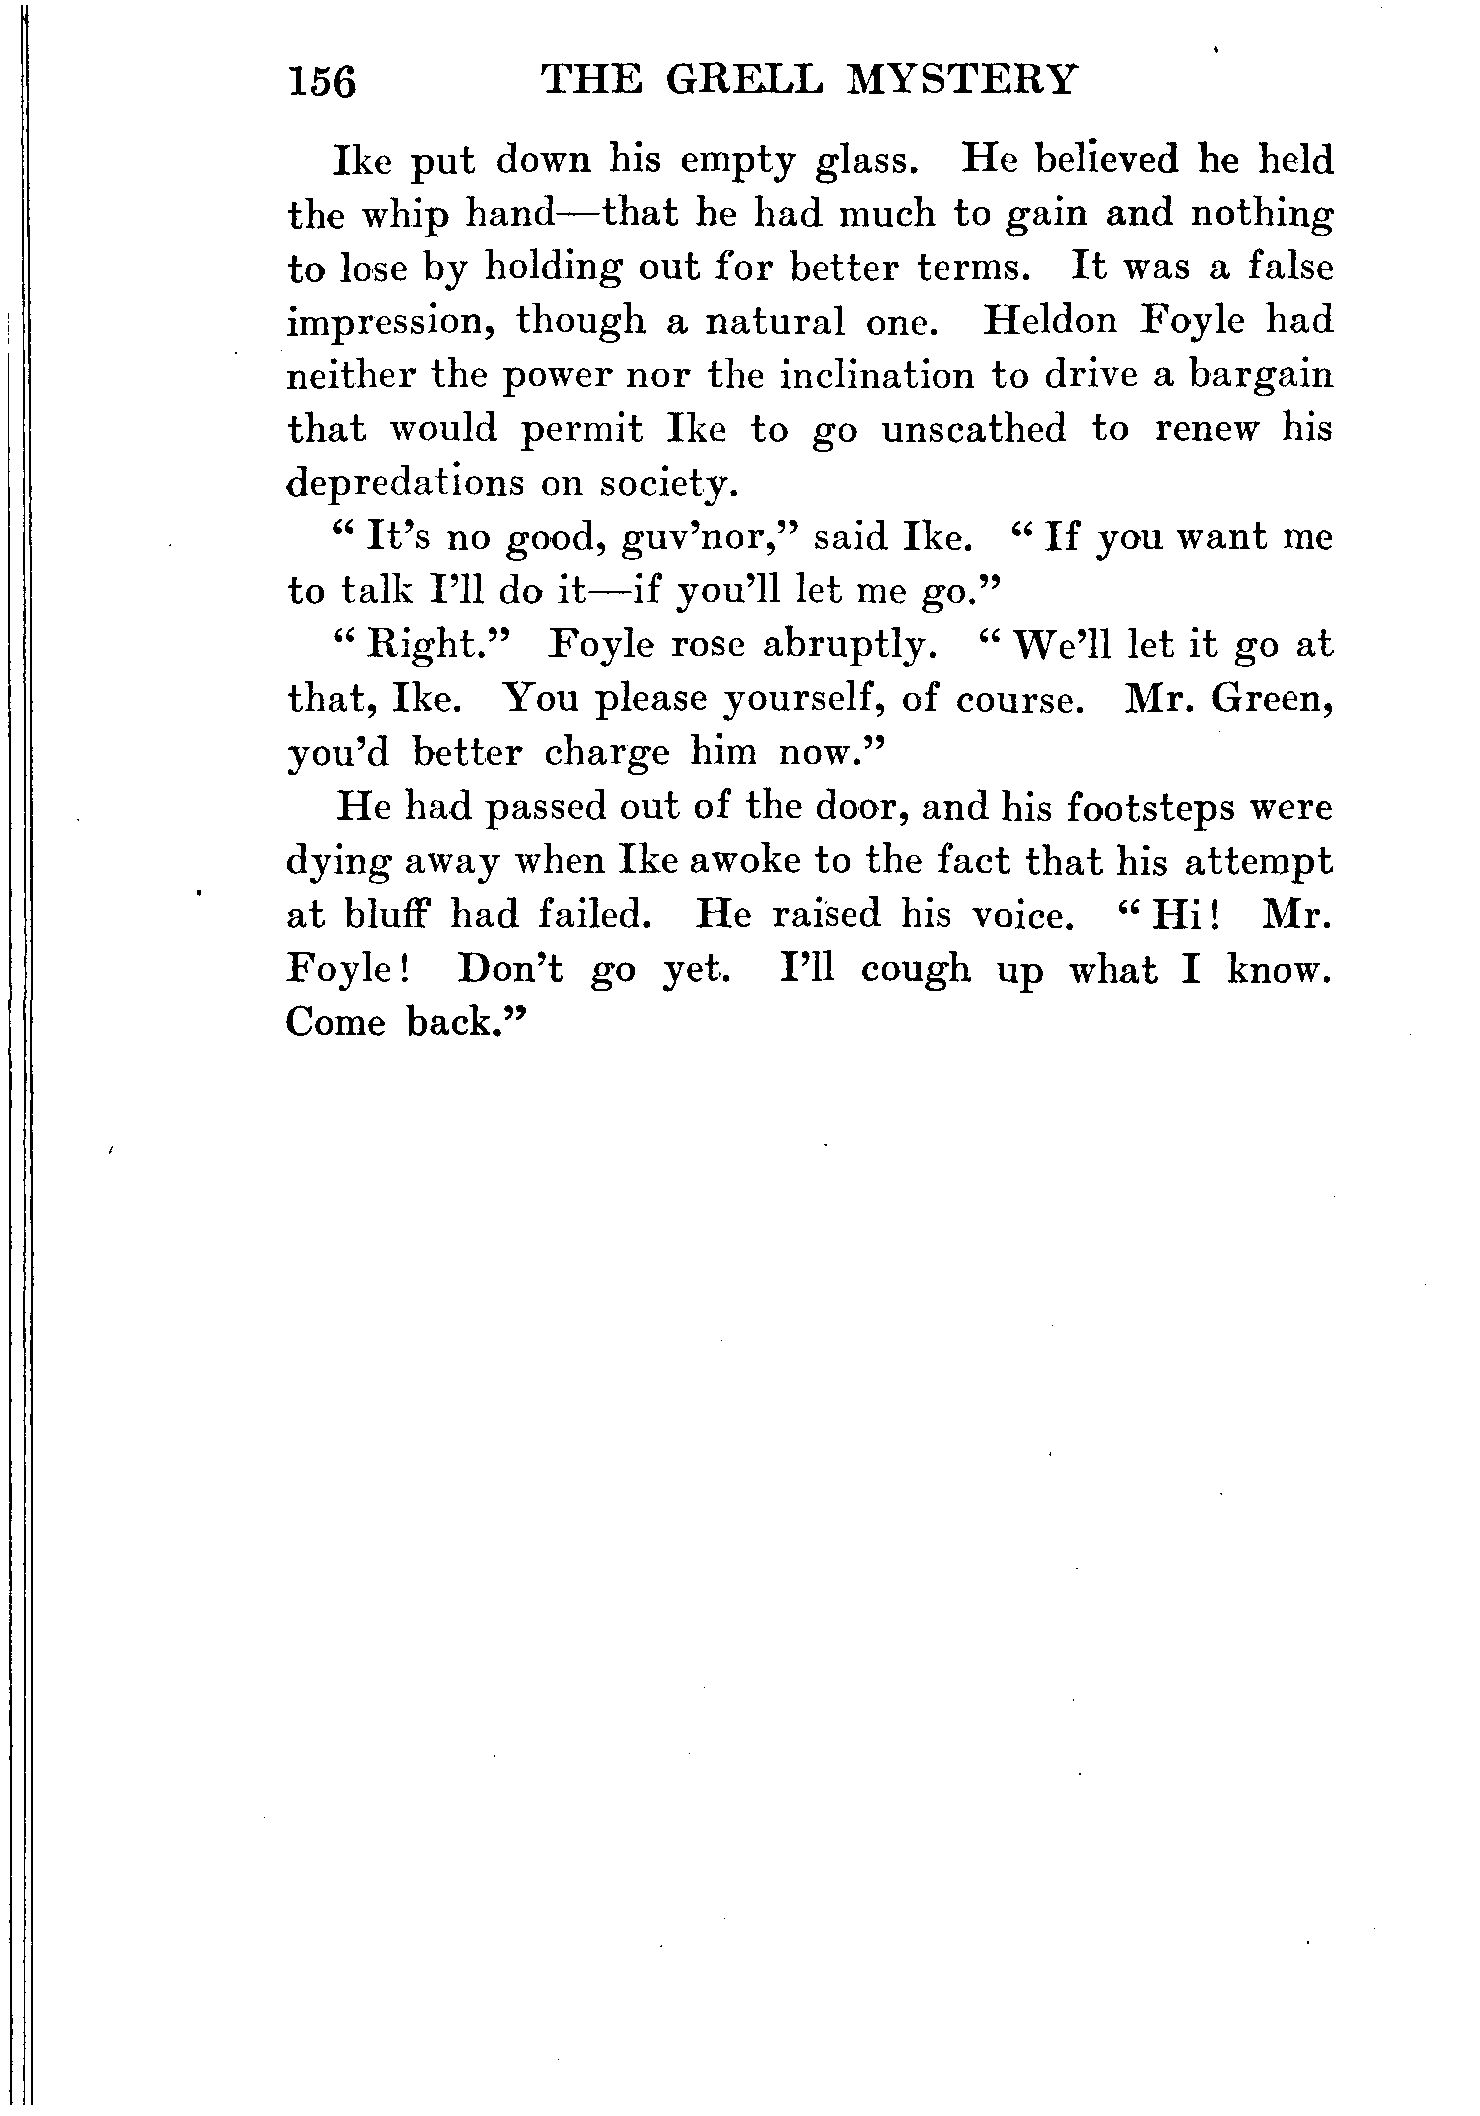 156 THE GRELL MYSTERY
Ike put down his empty glass. He believed he held
the whip hand—that he had much to gain and nothing
to lose by holding out for better terms. It was a false
impression, though a natural one. Heldon Foyle had
neither the power nor the inclination to drive a bargain
that would permit Ike to go unscathed to renew his
depredations on society.
“ It’s no good, guv’nor,” said Ike. “ If you want me
to talk I’ll do it—if you’ll let me go.”
“ Right.” Foyle rose abruptly. “ We’ll let it go at
that, Ike. You please yourself, of course. Mr. Green,
you’d better charge him now.”
He had passed out of the door, and his footsteps were
dying away when Ike awoke to the fact that his attempt
at bluff had failed. He raised his voice. “ Hi! Mr.
Foyle! Don’t go yet. I’ll cough up what I know.
Come back.”